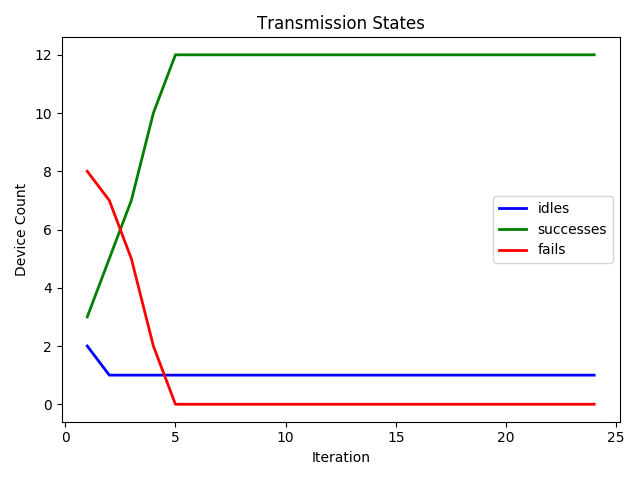 Transmission States
Device Count
12
10
8
6
4
2
0
0 5 10 15 20 25
Iteration
idles
successes
fails